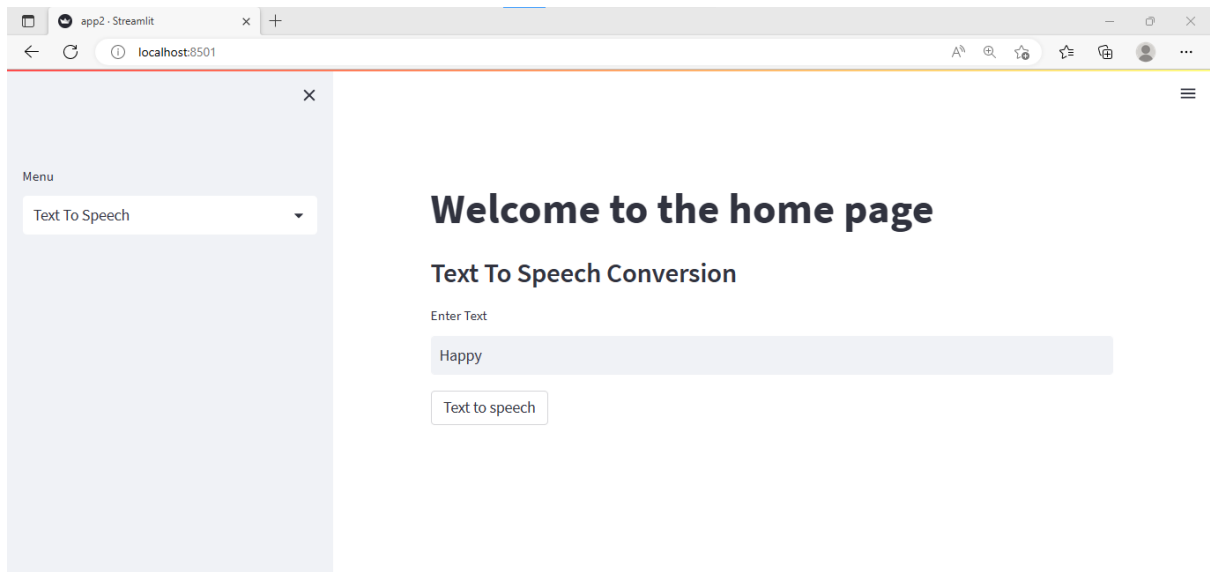 app2 · Streamlit
localhost:8501
Menu
Text To Speech
Welcome to the home page
Text To Speech Conversion
Enter Text
Happy
Text to speech